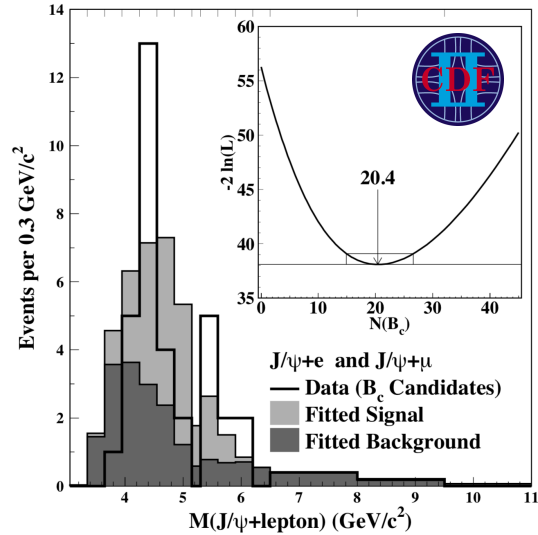 14
12
10
8
6
4
2
0
Events per 0.3 GeV/c²
4 5 6 7 8 9 10 11
M(J/ψ+lepton) (GeV/c²)
60
55
50
45
40
35
-2 ln(L)
0 10 20 30 40
N(B_c)
20.4
CDF
II
J/ψ+e and J/ψ+μ
Data (B_c Candidates)
Fitted Signal
Fitted Background